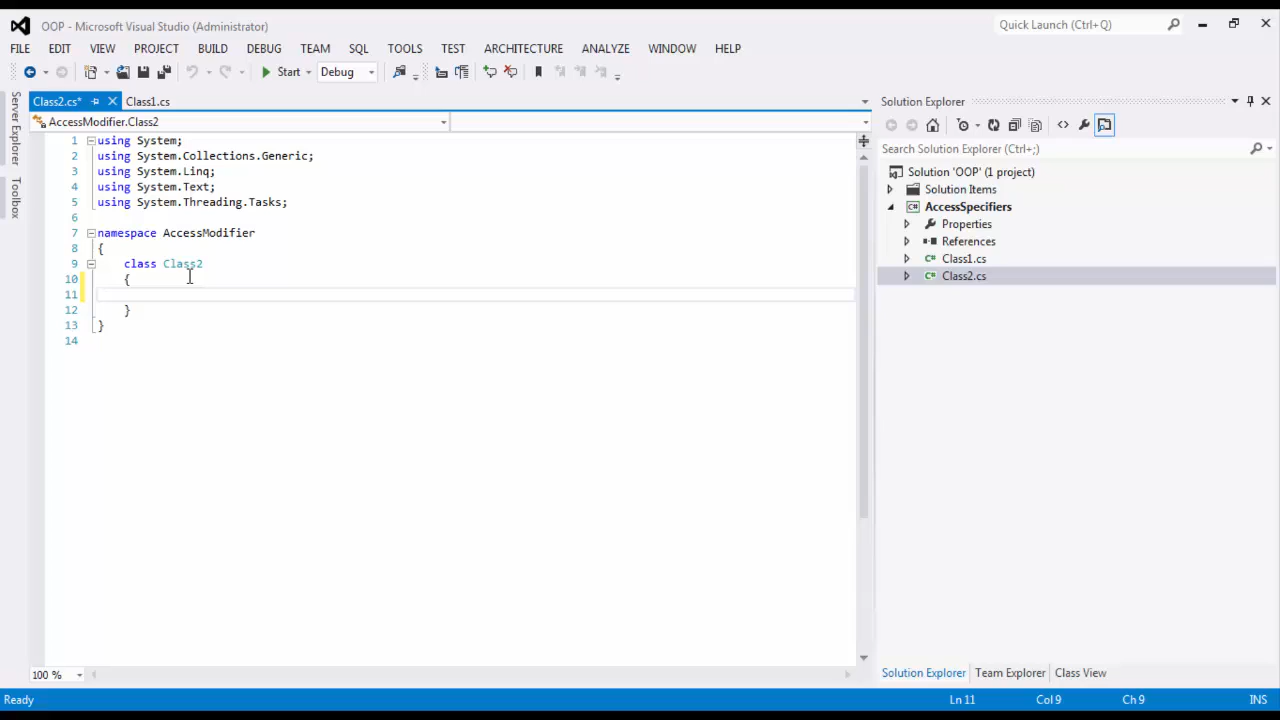 OOP - Microsoft Visual Studio (Administrator)
Quick Launch (Ctrl+Q)
FILE EDIT VIEW PROJECT BUILD DEBUG TEAM SQL TOOLS TEST ARCHITECTURE ANALYZE WINDOW HELP
Start Debug
Server Explorer
Toolbox
Class2.cs* Class1.cs
AccessModifier.Class2
1 using System;
2 using System.Collections.Generic;
3 using System.Linq;
4 using System.Text;
5 using System.Threading.Tasks;
6
7 namespace AccessModifier
8 {
9 class Class2
10 {
11
12 }
13 }
14
100 %
Solution Explorer
Search Solution Explorer (Ctrl+;)
Solution 'OOP' (1 project)
Solution Items
C# AccessSpecifiers
Properties
References
C# Class1.cs
C# Class2.cs
Solution Explorer Team Explorer Class View
Ready Ln 11 Col 9 Ch 9 INS